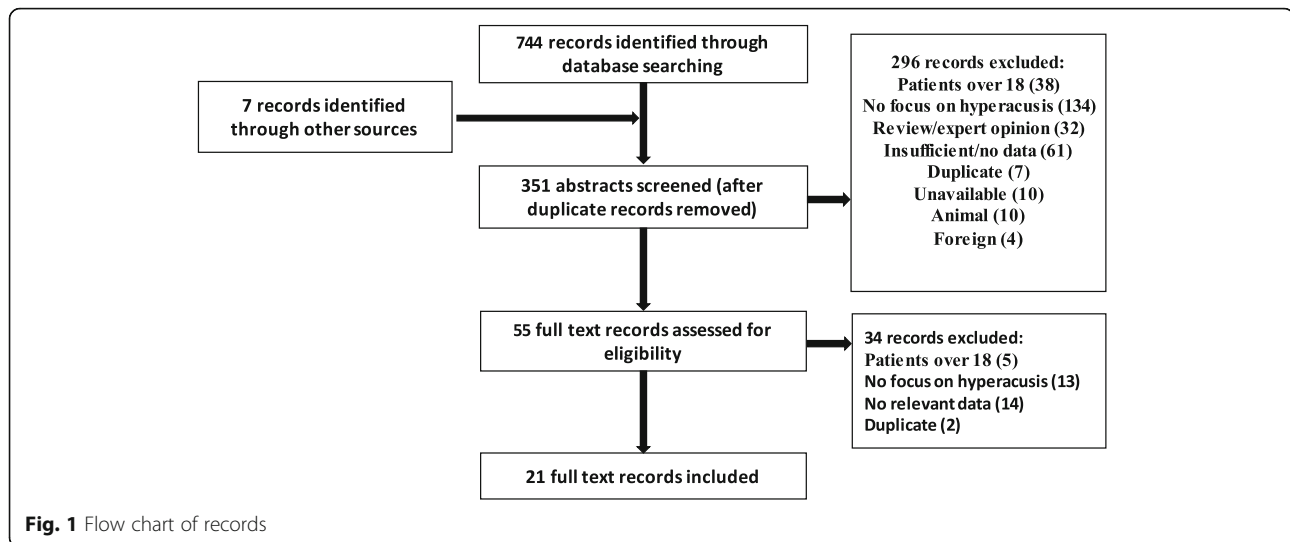 744 records identified through
database searching
7 records identified
through other sources
351 abstracts screened (after
duplicate records removed)
296 records excluded:
Patients over 18 (38)
No focus on hyperacusis (134)
Review/expert opinion (32)
Insufficient/no data (61)
Duplicate (7)
Unavailable (10)
Animal (10)
Foreign (4)
55 full text records assessed for
eligibility
34 records excluded:
Patients over 18 (5)
No focus on hyperacusis (13)
No relevant data (14)
Duplicate (2)
21 full text records included
Fig. 1 Flow chart of records